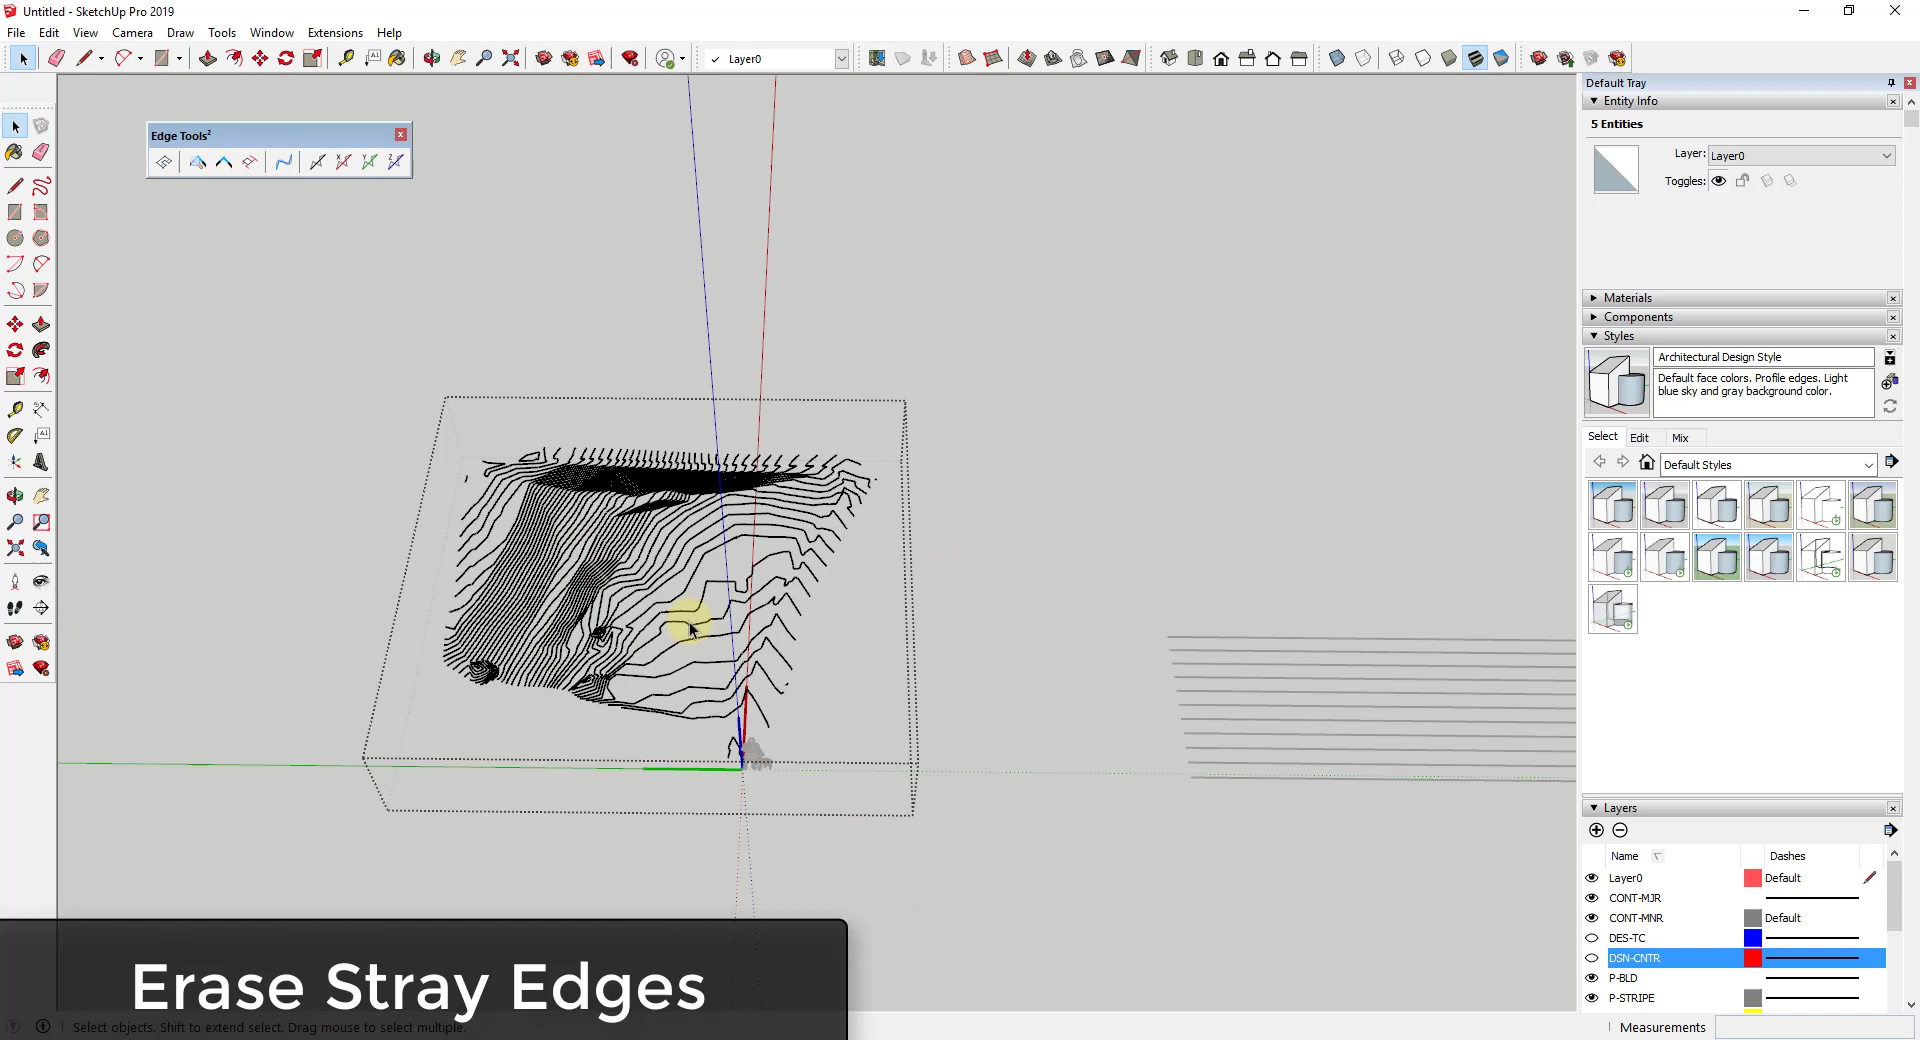 Untitled - SketchUp Pro 2019
File Edit View Camera Draw Tools Window Extensions Help
Layer0
Edge Tools²
Default Tray
Entity Info
5 Entities
Layer: Layer0
Toggles:
Materials
Components
Styles
Architectural Design Style
Default face colors. Profile edges. Light
blue sky and gray background color.
Select Edit Mix
Default Styles
Layers
Name Dashes
Layer0 Default
CONT-MJR
CONT-MNR Default
DES-TC
DSN-CNTR
P-BLD
P-STRIPE
Erase Stray Edges
Select objects. Shift to extend select. Drag mouse to select multiple.
Measurements